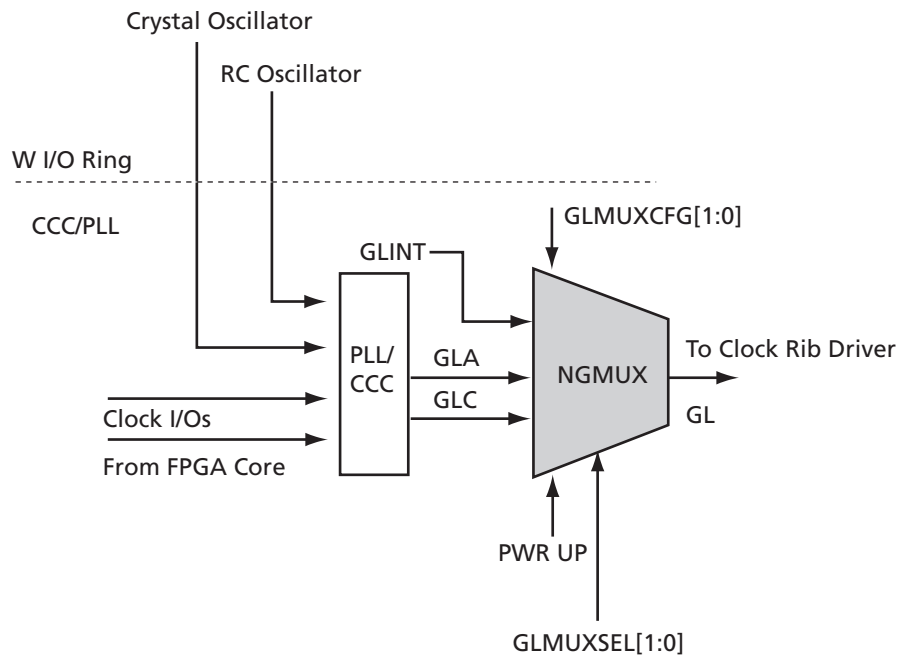 Crystal Oscillator
RC Oscillator
W I/O Ring
CCC/PLL
GLMUXCFG[1:0]
GLINT
PLL/
CCC
GLA
GLC
NGMUX
To Clock Rib Driver
GL
Clock I/Os
From FPGA Core
PWR UP
GLMUXSEL[1:0]